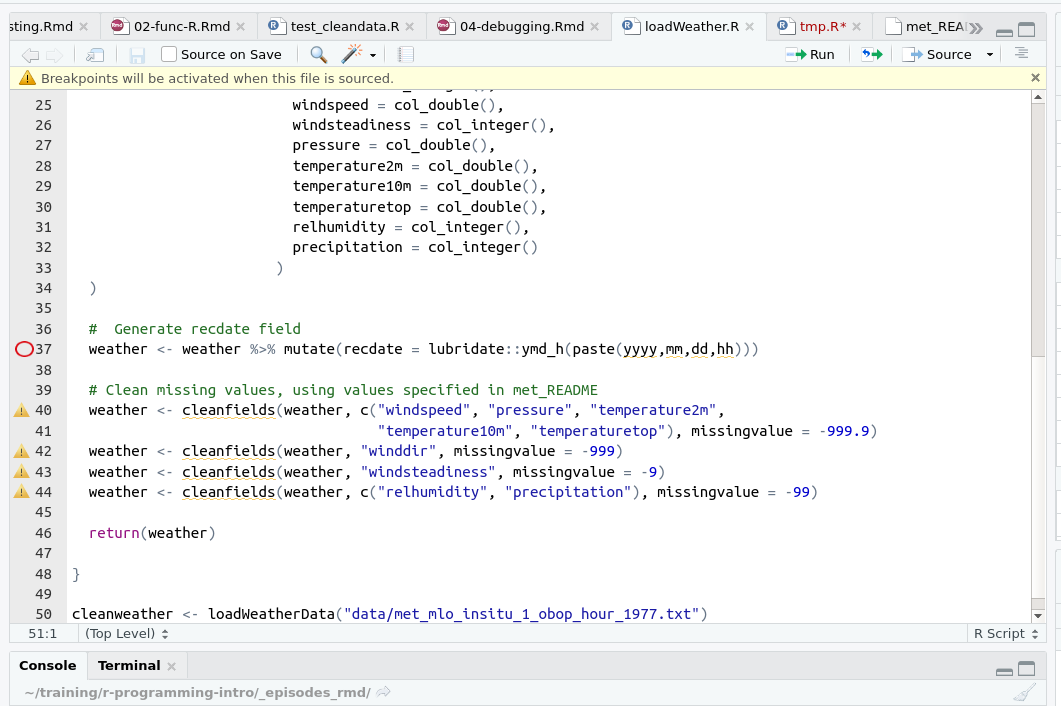 sting.Rmd 02-func-R.Rmd test_cleandata.R 04-debugging.Rmd loadWeather.R tmp.R* met_REA
Source on Save Run Source
Breakpoints will be activated when this file is sourced.
25 windspeed = col_double(),
26 windsteadiness = col_integer(),
27 pressure = col_double(),
28 temperature2m = col_double(),
29 temperature10m = col_double(),
30 temperaturetop = col_double(),
31 relhumidity = col_integer(),
32 precipitation = col_integer()
33 )
34 )
35
36 #  Generate recdate field
37 weather <- weather %>% mutate(recdate = lubridate::ymd_h(paste(yyyy,mm,dd,hh)))
38
39 # Clean missing values, using values specified in met_README
40 weather <- cleanfields(weather, c("windspeed", "pressure", "temperature2m",
41 "temperature10m", "temperaturetop"), missingvalue = -999.9)
42 weather <- cleanfields(weather, "winddir", missingvalue = -999)
43 weather <- cleanfields(weather, "windsteadiness", missingvalue = -9)
44 weather <- cleanfields(weather, c("relhumidity", "precipitation"), missingvalue = -99)
45
46 return(weather)
47
48 }
49
50 cleanweather <- loadWeatherData("data/met_mlo_insitu_1_obop_hour_1977.txt")
51:1 (Top Level) R Script
Console Terminal
~/training/r-programming-intro/_episodes_rmd/